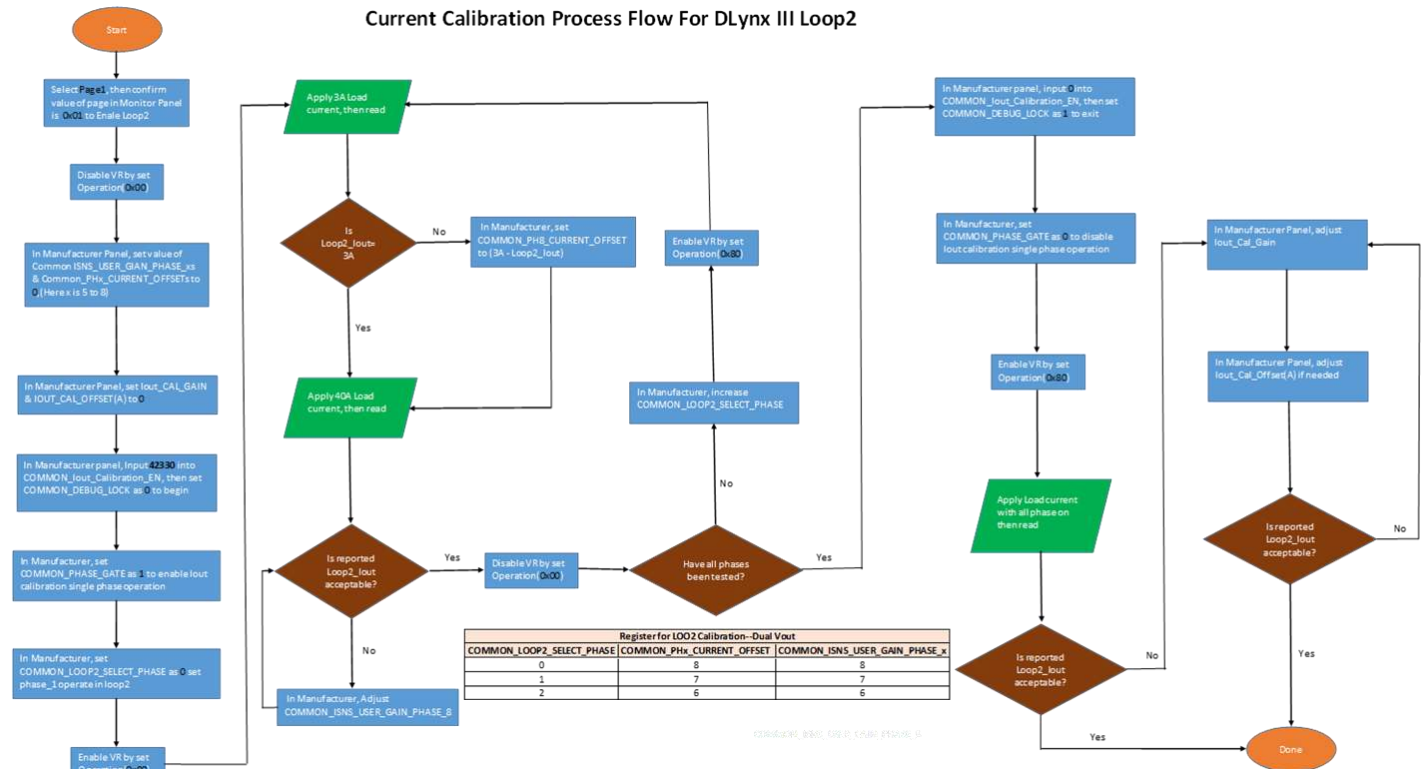 Current Calibration Process Flow For DLynx III Loop2
Start
Select Page1, then confirm
value of page in Monitor Panel
is 0x01 to Enale Loop2
Disable VR by set
Operation(0x00)
In Manufacturer Panel, set value of
Common ISNS_USER_GIAN_PHASE_xs
& Common_PHx_CURRENT_OFFSETs to
0,(Here x is 5 to 8)
In Manufacturer Panel, set Iout_CAL_GAIN
& IOUT_CAL_OFFSET(A) to 0
In Manufacturer panel, Input 42330 into
COMMON_Iout_Calibration_EN, then set
COMMON_DEBUG_LOCK as 0 to begin
In Manufacturer, set
COMMON_PHASE_GATE as 1 to enable Iout
calibration single phase operation
In Manufacturer, set
COMMON_LOOP2_SELECT_PHASE as 0 set
phase_1 operate in loop2
Enable VR by set
Apply 3A Load
current, then read
Is
Loop2_Iout=
3A
No
In Manufacturer, set
COMMON_PH8_CURRENT_OFFSET
to (3A - Loop2_Iout)
Yes
Apply 40A Load
current, then read
Is reported
Loop2_Iout
acceptable?
No
In Manufacturer, Adjust
COMMON_ISNS_USER_GAIN_PHASE_8
Yes
Disable VR by set
Operation(0x00)
Have all phases
been tested?
No
In Manufacturer, increase
COMMON_LOOP2_SELECT_PHASE
Enable VR by set
Operation(0x80)
Yes
Register for LOO2 Calibration--Dual Vout
COMMON_LOOP2_SELECT_PHASE COMMON_PHx_CURRENT_OFFSET COMMON_ISNS_USER_GAIN_PHASE_x
0 8 8
1 7 7
2 6 6
In Manufacturer panel, input 0 into
COMMON_Iout_Calibration_EN, then set
COMMON_DEBUG_LOCK as 1 to exit
In Manufacturer, set
COMMON_PHASE_GATE as 0 to disable
Iout calibration single phase operation
Enable VR by set
Operation(0x80)
Apply Load current
with all phase on
then read
Is reported
Loop2_Iout
acceptable?
No
Yes
In Manufacturer Panel, adjust
Iout_Cal_Gain
In Manufacturer Panel, adjust
Iout_Cal_Offset(A) if needed
Is reported
Loop2_Iout
acceptable?
No
Yes
Done